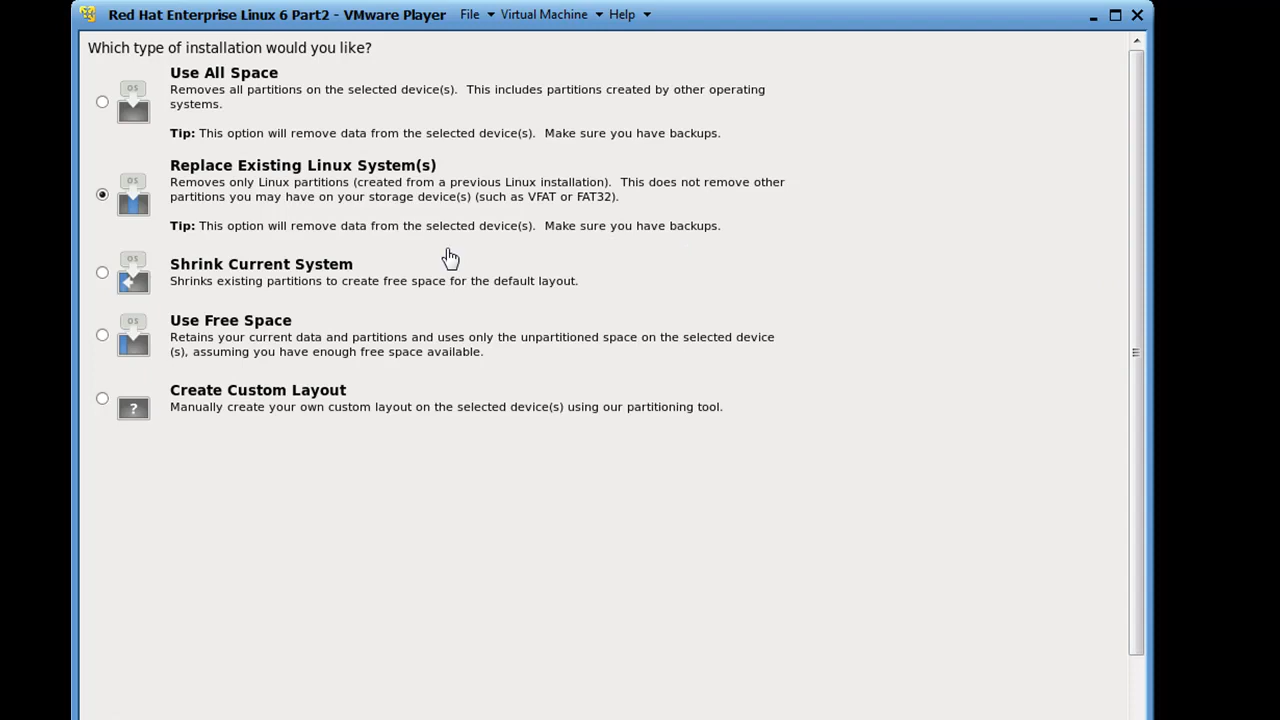 Red Hat Enterprise Linux 6 Part2 - VMware Player File Virtual Machine Help
Which type of installation would you like?
Use All Space
OS
Removes all partitions on the selected device(s). This includes partitions created by other operating
systems.
Tip: This option will remove data from the selected device(s). Make sure you have backups.
Replace Existing Linux System(s)
OS
Removes only Linux partitions (created from a previous Linux installation). This does not remove other
partitions you may have on your storage device(s) (such as VFAT or FAT32).
Tip: This option will remove data from the selected device(s). Make sure you have backups.
OS
Shrink Current System
Shrinks existing partitions to create free space for the default layout.
OS
Use Free Space
Retains your current data and partitions and uses only the unpartitioned space on the selected device
(s), assuming you have enough free space available.
Create Custom Layout
?
Manually create your own custom layout on the selected device(s) using our partitioning tool.